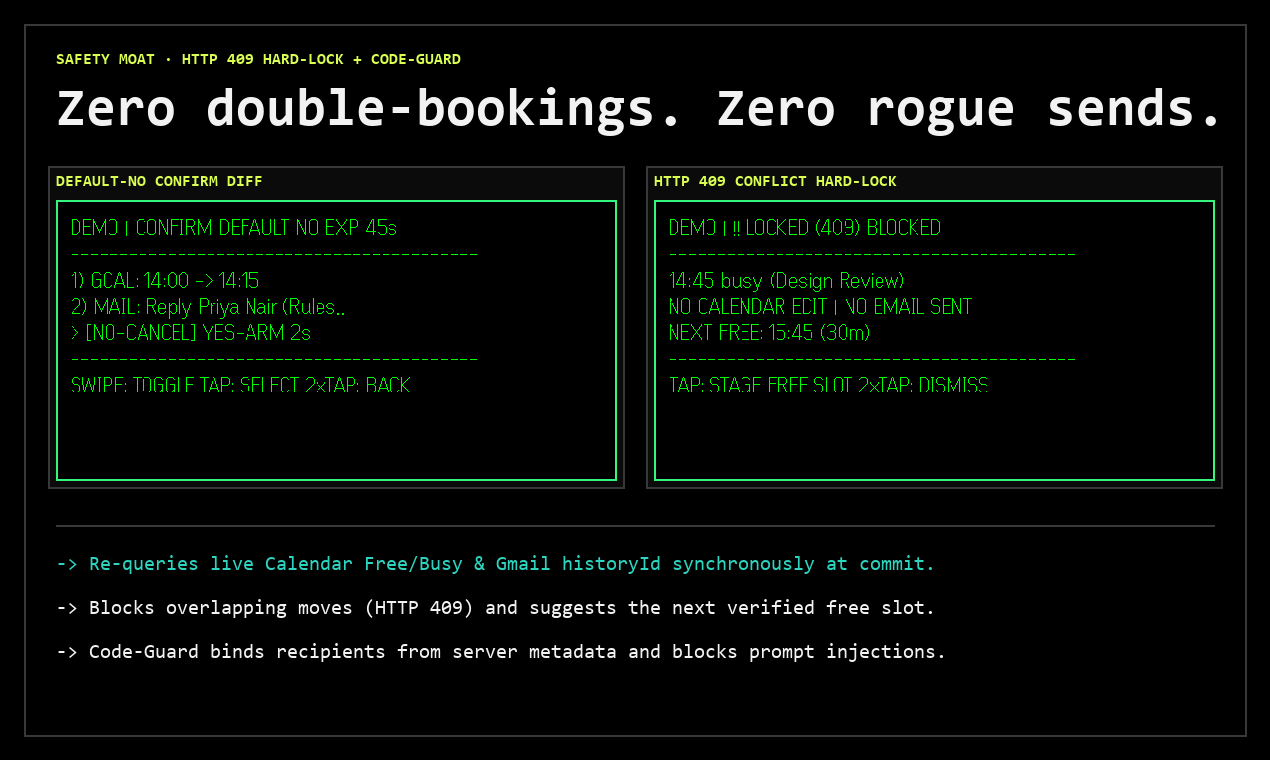 SAFETY MOAT · HTTP 409 HARD-LOCK + CODE-GUARD
Zero double-bookings. Zero rogue sends.
DEFAULT-NO CONFIRM DIFF
DEMO | CONFIRM DEFAULT NO EXP 45s
------------------------------------------
1) GCAL: 14:00 -> 14:15
2) MAIL: Reply Priya Nair (Rules..
> [NO-CANCEL] YES-ARM 2s
------------------------------------------
SWIPE: TOGGLE TAP: SELECT 2xTAP: BACK
HTTP 409 CONFLICT HARD-LOCK
DEMO | !! LOCKED (409) BLOCKED
------------------------------------------
14:45 busy (Design Review)
NO CALENDAR EDIT | NO EMAIL SENT
NEXT FREE: 15:45 (30m)
------------------------------------------
TAP: STAGE FREE SLOT 2xTAP: DISMISS
-> Re-queries live Calendar Free/Busy & Gmail historyId synchronously at commit.
-> Blocks overlapping moves (HTTP 409) and suggests the next verified free slot.
-> Code-Guard binds recipients from server metadata and blocks prompt injections.